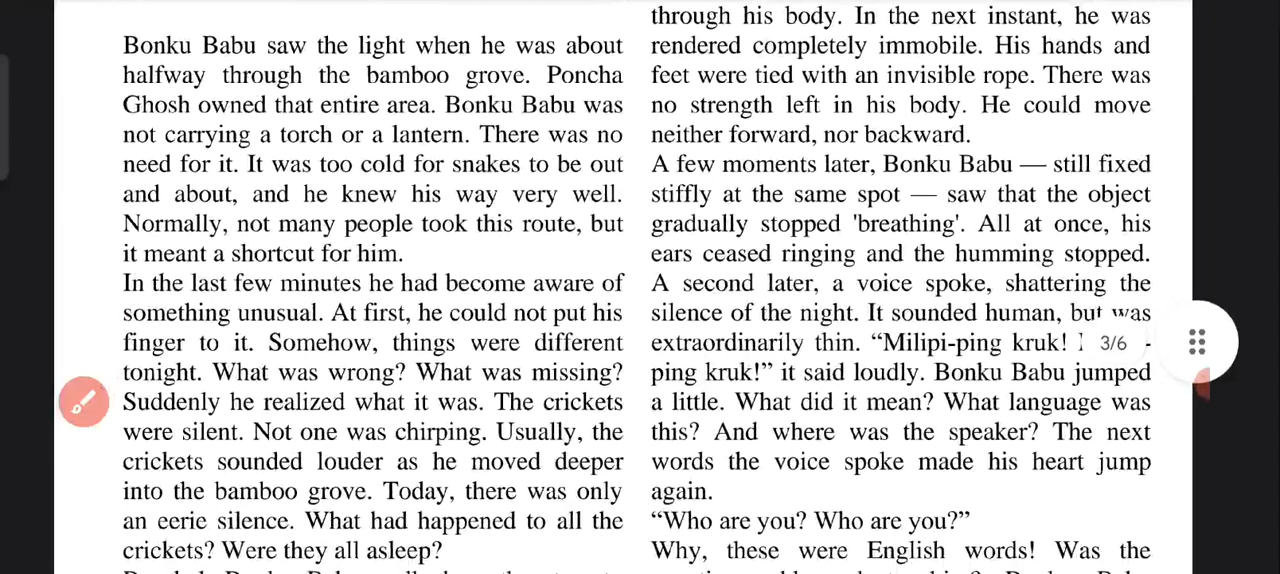 Bonku Babu saw the light when he was about
halfway through the bamboo grove. Poncha
Ghosh owned that entire area. Bonku Babu was
not carrying a torch or a lantern. There was no
need for it. It was too cold for snakes to be out
and about, and he knew his way very well.
Normally, not many people took this route, but
it meant a shortcut for him.
In the last few minutes he had become aware of
something unusual. At first, he could not put his
finger to it. Somehow, things were different
tonight. What was wrong? What was missing?
Suddenly he realized what it was. The crickets
were silent. Not one was chirping. Usually, the
crickets sounded louder as he moved deeper
into the bamboo grove. Today, there was only
an eerie silence. What had happened to all the
crickets? Were they all asleep?
through his body. In the next instant, he was
rendered completely immobile. His hands and
feet were tied with an invisible rope. There was
no strength left in his body. He could move
neither forward, nor backward.
A few moments later, Bonku Babu — still fixed
stiffly at the same spot — saw that the object
gradually stopped 'breathing'. All at once, his
ears ceased ringing and the humming stopped.
A second later, a voice spoke, shattering the
silence of the night. It sounded human, but was
extraordinarily thin. “Milipi-ping kruk! -
ping kruk!” it said loudly. Bonku Babu jumped
a little. What did it mean? What language was
this? And where was the speaker? The next
words the voice spoke made his heart jump
again.
“Who are you? Who are you?”
Why, these were English words! Was the
3/6